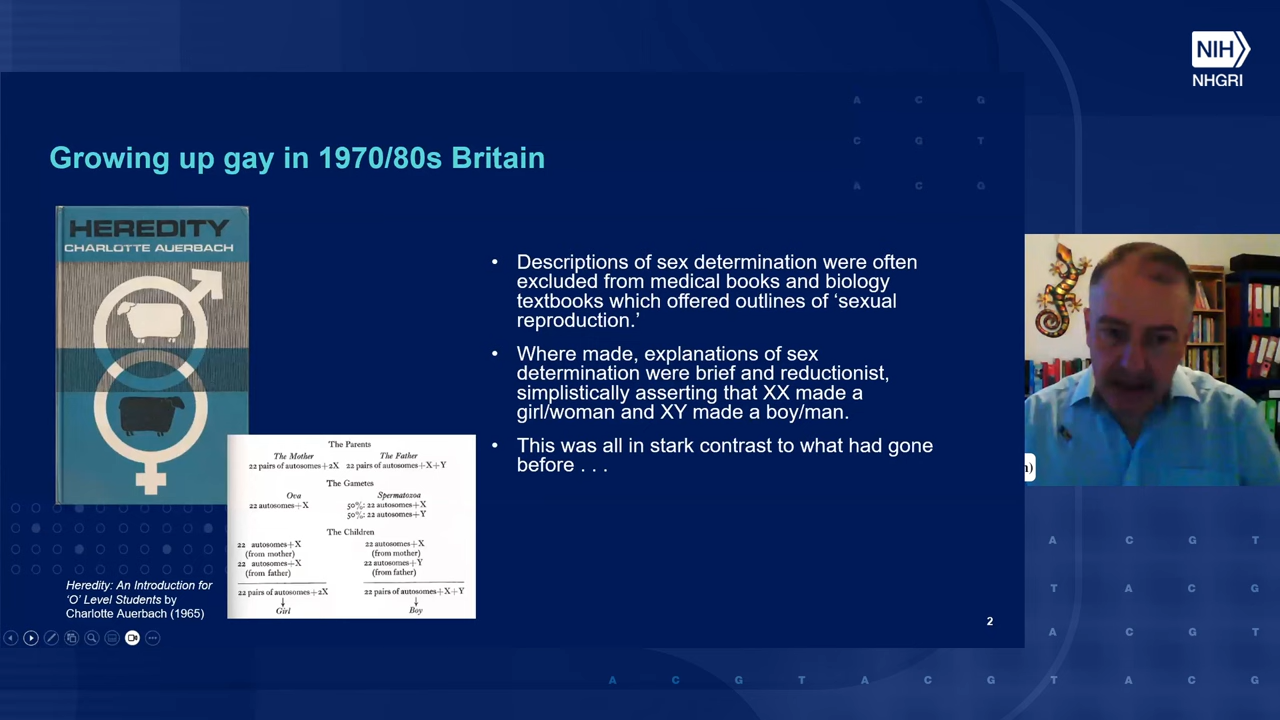 NIH
NHGRI
A C G
C G T
A C G
Growing up gay in 1970/80s Britain
HEREDITY
CHARLOTTE AUERBACH
• Descriptions of sex determination were often
excluded from medical books and biology
textbooks which offered outlines of ‘sexual
reproduction.’
• Where made, explanations of sex
determination were brief and reductionist,
simplistically asserting that XX made a
girl/woman and XY made a boy/man.
• This was all in stark contrast to what had gone
before . . .
The Parents
The Mother The Father
22 pairs of autosomes+2X 22 pairs of autosomes+X+Y
The Gametes
Ova Spermatozoa
22 autosomes+X 50%: 22 autosomes+X
50%: 22 autosomes+Y
The Children
22 autosomes+X 22 autosomes+X
(from mother) (from mother)
22 autosomes+X 22 autosomes+Y
(from father) (from father)
22 pairs of autosomes+2X 22 pairs of autosomes+X+Y
Girl Boy
Heredity: An Introduction for
‘O’ Level Students by
Charlotte Auerbach (1965)
2
n)
A C G T
T A C G
A C G T
A C G T A C G T A C G